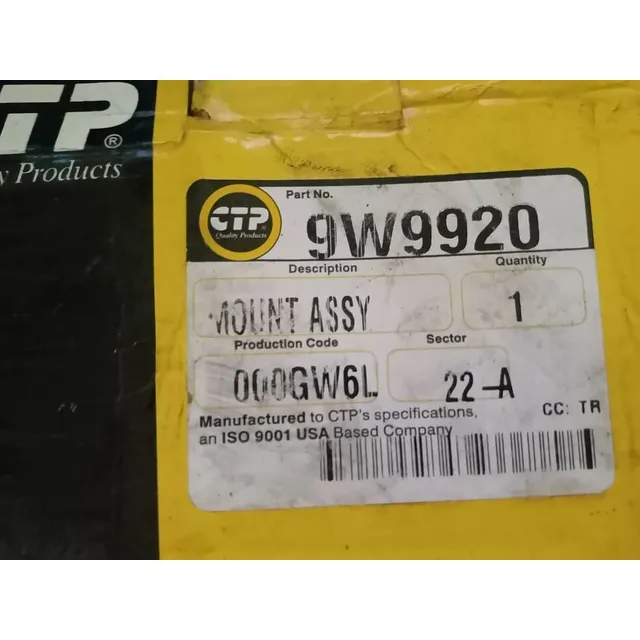 CTP®
y Products
Part No.
CTP
Quality Products
9W9920
Description
Quantity
MOUNT ASSY
1
Production Code
Sector
000GW6L
22-A
Manufactured to CTP's specifications,
an ISO 9001 USA Based Company
CC: TR